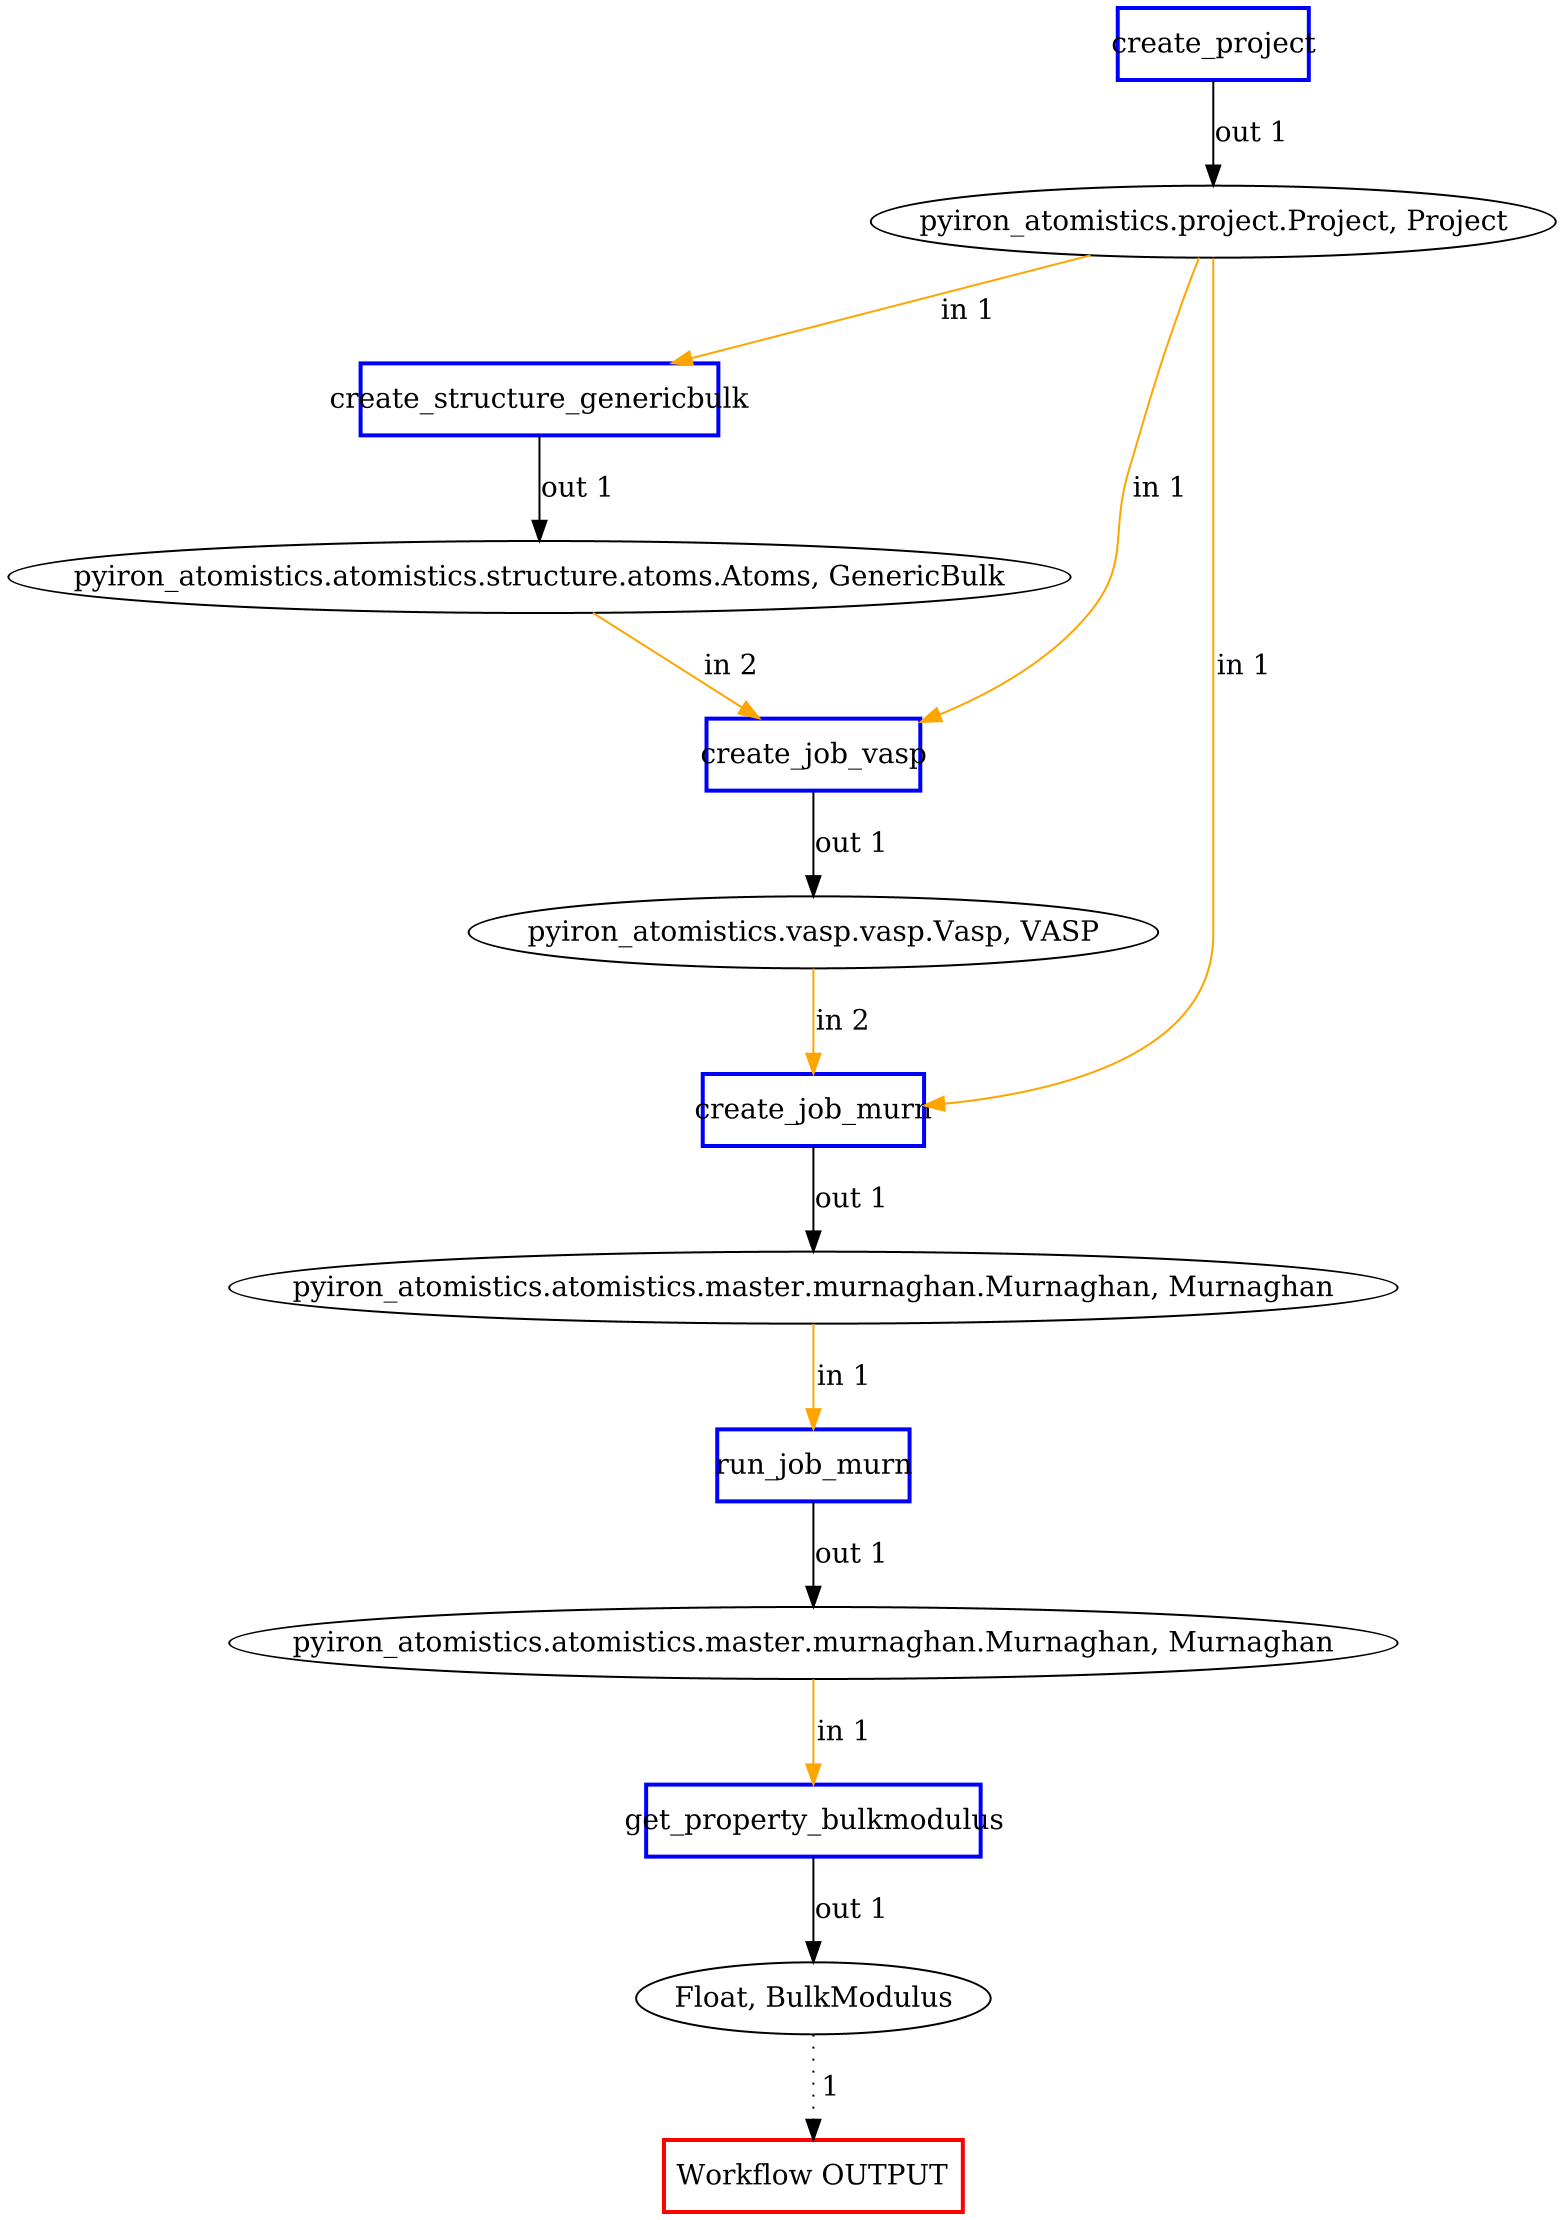 create_project
out 1
pyiron_atomistics.project.Project, Project
in 1
create_structure_genericbulk
out 1
in 1
pyiron_atomistics.atomistics.structure.atoms.Atoms, GenericBulk
in 2
in 1
create_job_vasp
out 1
pyiron_atomistics.vasp.vasp.Vasp, VASP
in 2
create_job_murn
out 1
pyiron_atomistics.atomistics.master.murnaghan.Murnaghan, Murnaghan
in 1
run_job_murn
out 1
pyiron_atomistics.atomistics.master.murnaghan.Murnaghan, Murnaghan
in 1
get_property_bulkmodulus
out 1
Float, BulkModulus
1
Workflow OUTPUT